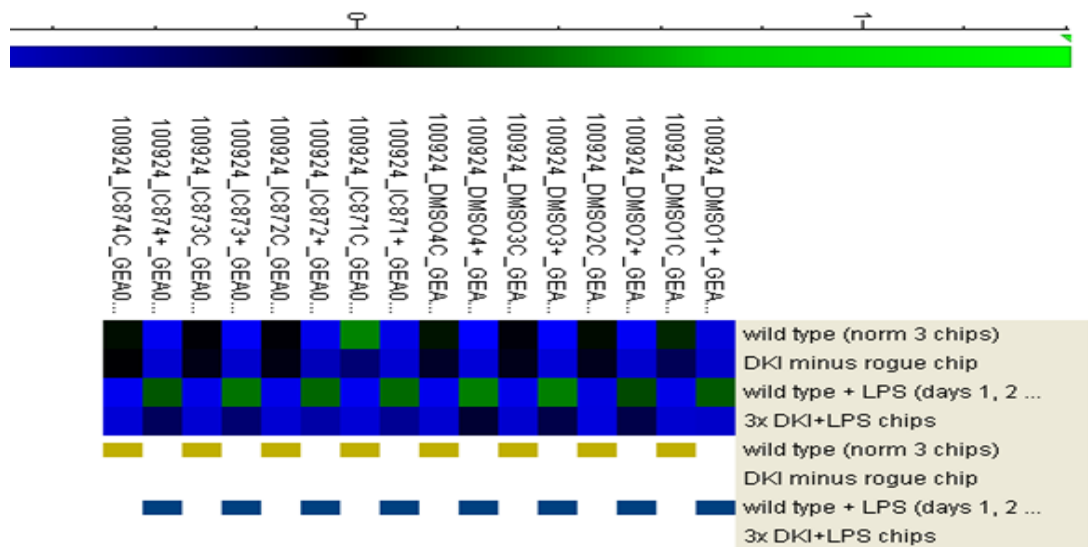 0
1
100924_IC874C_GEA0...
100924_IC874+_GEA0...
100924_IC873C_GEA0...
100924_IC873+_GEA0...
100924_IC872C_GEA0...
100924_IC872+_GEA0...
100924_IC871C_GEA0...
100924_IC871+_GEA0...
100924_DMSO4C_GEA...
100924_DMSO4+_GEA...
100924_DMSO3C_GEA...
100924_DMSO3+_GEA...
100924_DMSO2C_GEA...
100924_DMSO2+_GEA...
100924_DMSO1C_GEA...
100924_DMSO1+_GEA...
wild type (norm 3 chips)
DKI minus rogue chip
wild type + LPS (days 1, 2 ...
3x DKI+LPS chips
wild type (norm 3 chips)
DKI minus rogue chip
wild type + LPS (days 1, 2 ...
3x DKI+LPS chips